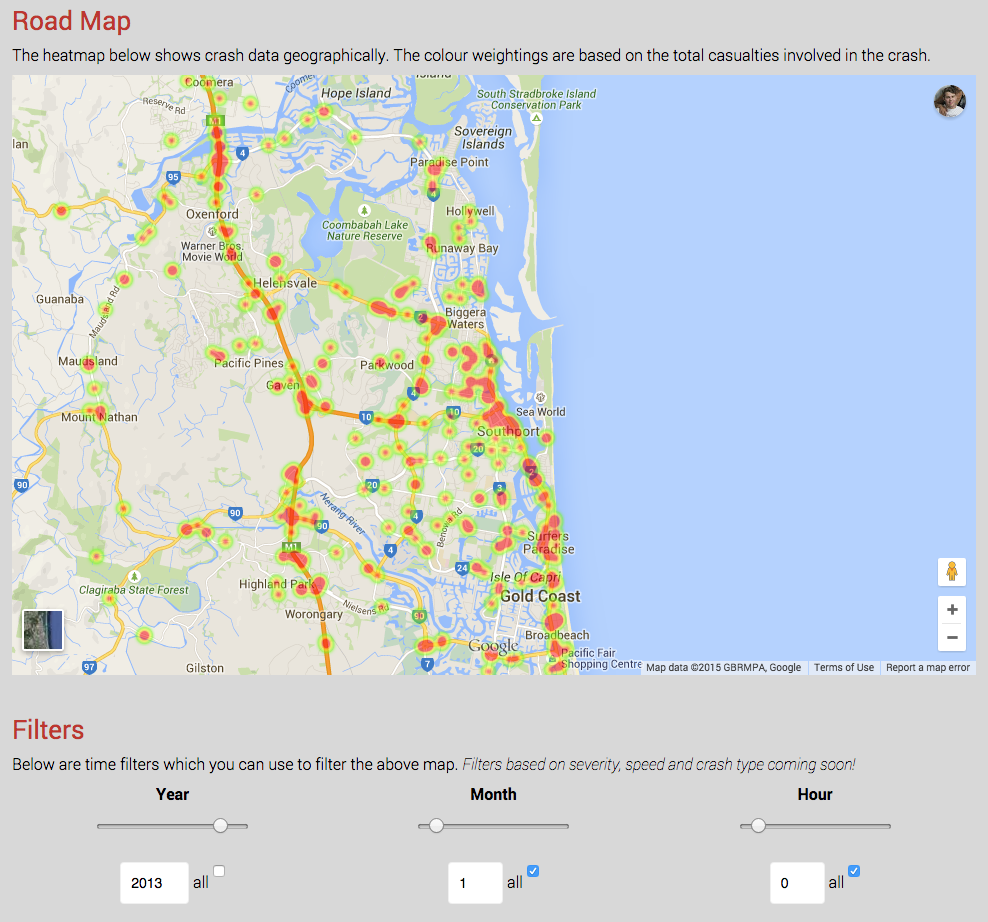 Road Map
The heatmap below shows crash data geographically. The colour weightings are based on the total casualties involved in the crash.
Coomera
Coome
Hope Island
Island
South Stradbroke Island
Conservation Park
Reserve Rd
M1
Sovereign
Islands
lan
4
Paradise Point
95
4
Oxenford
Hollywell
Coombabah Lake
Nature Reserve
Warner Bros.
Movie World
Runaway Bay
Helensvale
Guanaba
Maudsland Rd
2
Biggera
Waters
Maudsland
Pacific Pines
Parkwood
Gaven
4
Mount Nathan
10
10
Sea World
Southport
20
2
90
20
3
90
Nerang River
90
4
Benowa Rd
Surfers
Paradise
M1
4
24
Clagiraba State Forest
Highland Park
Isle Of Capri
Gold Coast
Worongary
Nielsens Rd
90
Broadbeach
Google
Pacific Fair
Shopping Centre
97
Gilston
7
+
−
Map data ©2015 GBRMPA, Google
Terms of Use
Report a map error
Filters
Below are time filters which you can use to filter the above map. Filters based on severity, speed and crash type coming soon!
Year
Month
Hour
2013 all
1 all
0 all